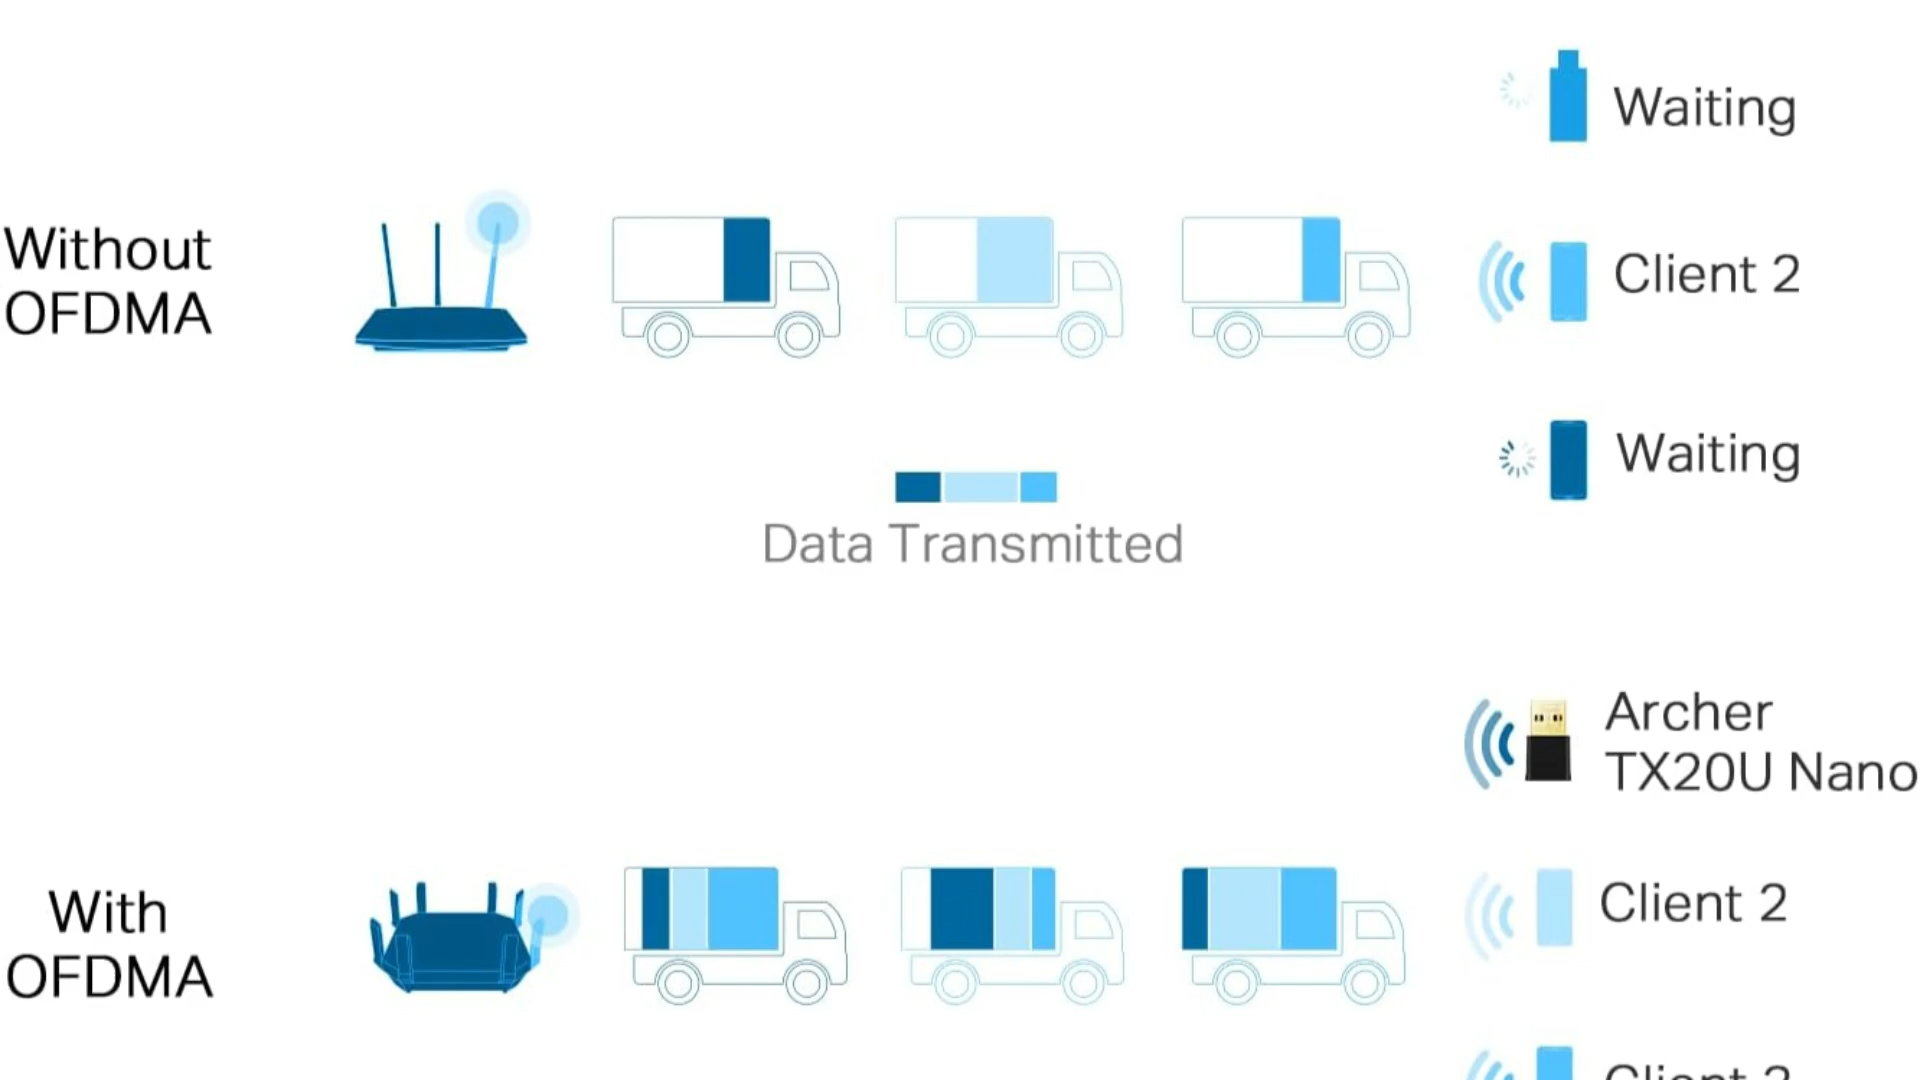 Waiting
Without
OFDMA
Client 2
Waiting
Data Transmitted
Archer
TX20U Nano
With
OFDMA
Client 2